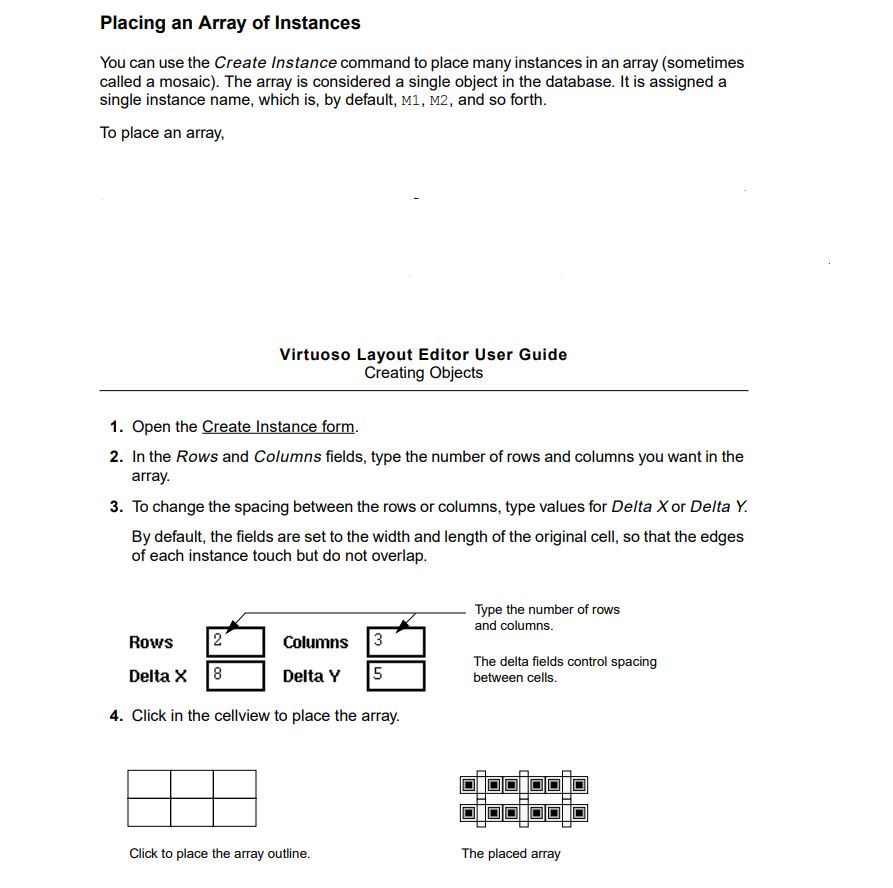 Placing an Array of Instances
You can use the Create Instance command to place many instances in an array (sometimes
called a mosaic). The array is considered a single object in the database. It is assigned a
single instance name, which is, by default, M1, M2, and so forth.
To place an array,
Virtuoso Layout Editor User Guide
Creating Objects
1. Open the Create Instance form.
2. In the Rows and Columns fields, type the number of rows and columns you want in the
array.
3. To change the spacing between the rows or columns, type values for Delta X or Delta Y.
By default, the fields are set to the width and length of the original cell, so that the edges
of each instance touch but do not overlap.
Type the number of rows
and columns.
Rows 2 Columns 3
The delta fields control spacing
between cells.
Delta X 8 Delta Y 5
4. Click in the cellview to place the array.
Click to place the array outline. The placed array